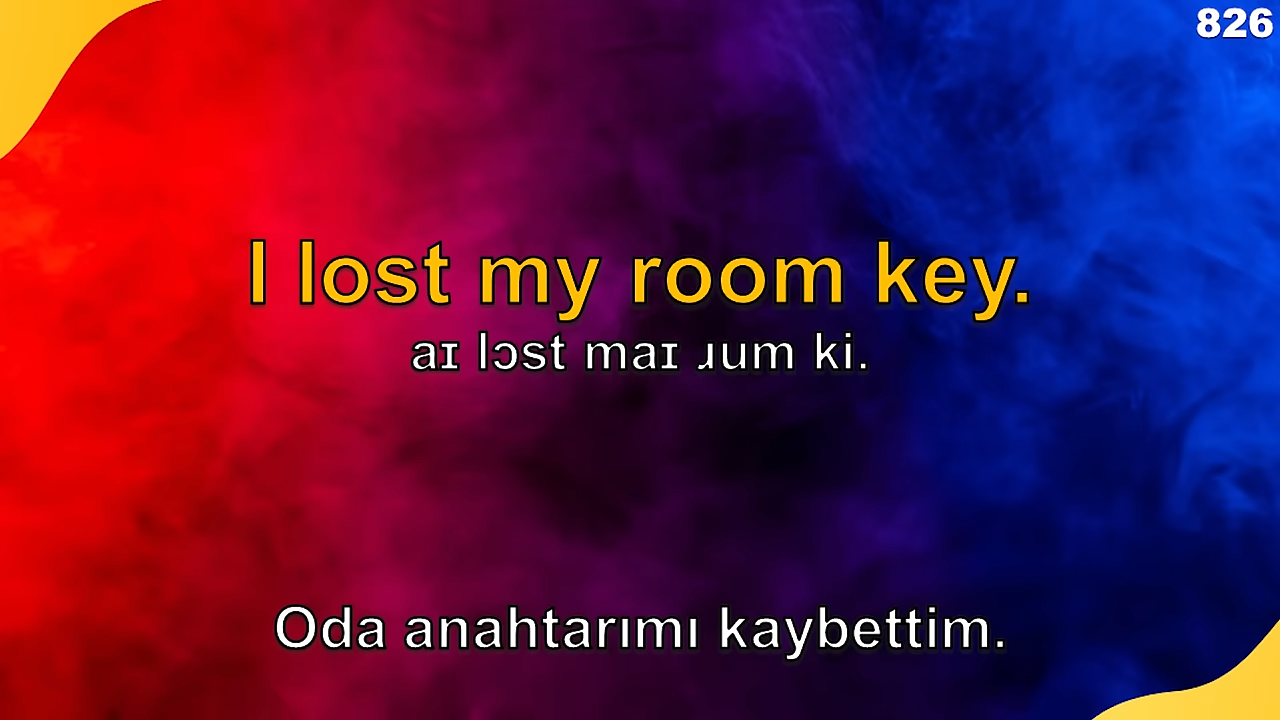 826
I lost my room key.
aɪ lɔst maɪ ɹum ki.
Oda anahtarımı kaybettim.